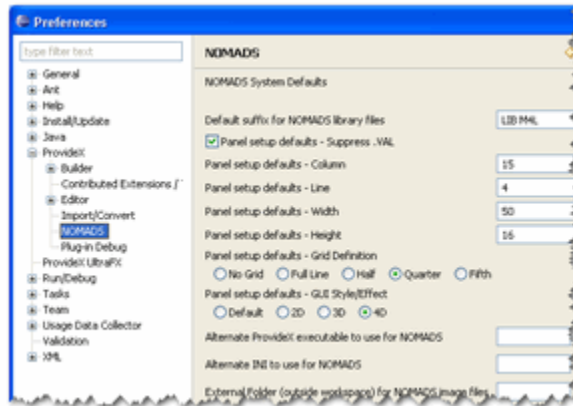 Preferences
type filter text
General
Ant
Help
Install/Update
Java
ProvideX
Builder
Contributed Extensions /
Editor
Import/Convert
NOMADS
Plug-in Debug
ProvideX UltraFX
Run/Debug
Tasks
Team
Usage Data Collector
Validation
XML
NOMADS
NOMADS System Defaults
Default suffix for NOMADS library files LIB M4L
Panel setup defaults - Suppress .VAL
Panel setup defaults - Column 15
Panel setup defaults - Line 4
Panel setup defaults - Width 50
Panel setup defaults - Height 16
Panel setup defaults - Grid Definition
No Grid Full Line Half Quarter Fifth
Panel setup defaults - GUI Style/Effect
Default 2D 3D 4D
Alternate ProvideX executable to use for NOMADS
Alternate INI to use for NOMADS
External Folder (outside workspace) for NOMADS image files